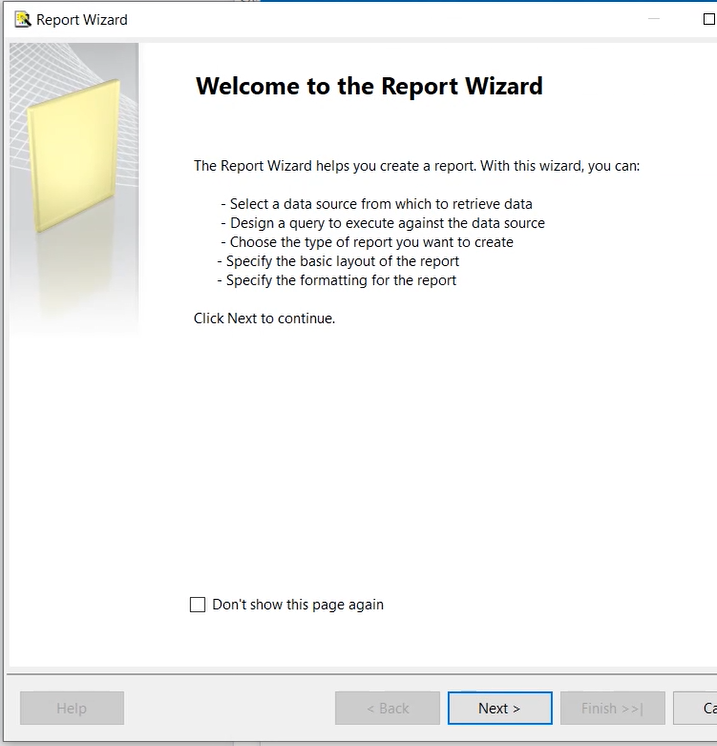 Report Wizard
Welcome to the Report Wizard
The Report Wizard helps you create a report. With this wizard, you can:
- Select a data source from which to retrieve data
- Design a query to execute against the data source
- Choose the type of report you want to create
- Specify the basic layout of the report
- Specify the formatting for the report
Click Next to continue.
Don't show this page again
Help
< Back
Next >
Finish >>|